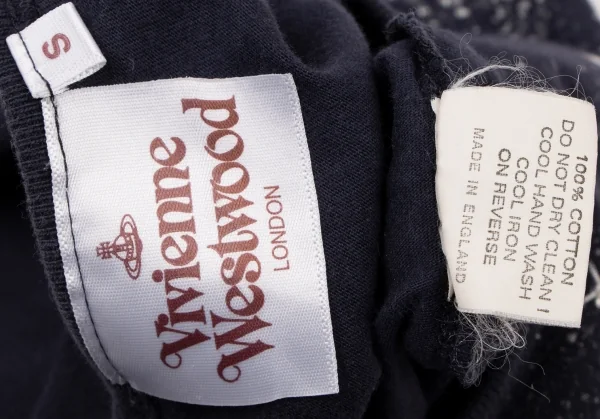 S
Vivienne
Westwood
LONDON
100% COTTON
DO NOT DRY CLEAN !
COOL HAND WASH
COOL IRON
ON REVERSE
MADE IN ENGLAND